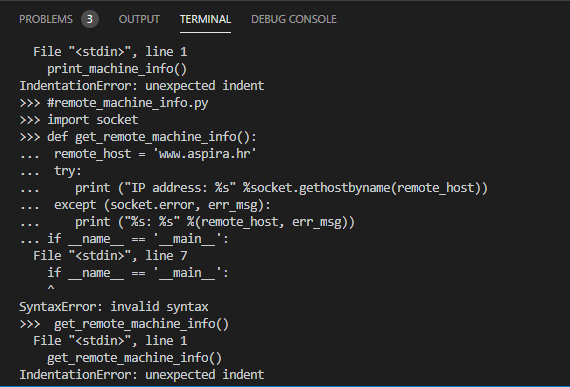 PROBLEMS 3 OUTPUT TERMINAL DEBUG CONSOLE
  File "<stdin>", line 1
    print_machine_info()
IndentationError: unexpected indent
>>> #remote_machine_info.py
>>> import socket
>>> def get_remote_machine_info():
...  remote_host = 'www.aspira.hr'
...  try:
...     print ("IP address: %s" %socket.gethostbyname(remote_host))
...  except (socket.error, err_msg):
...     print ("%s: %s" %(remote_host, err_msg))
... if __name__ == '__main__':
  File "<stdin>", line 7
    if __name__ == '__main__':
    ^
SyntaxError: invalid syntax
>>>  get_remote_machine_info()
  File "<stdin>", line 1
    get_remote_machine_info()
IndentationError: unexpected indent